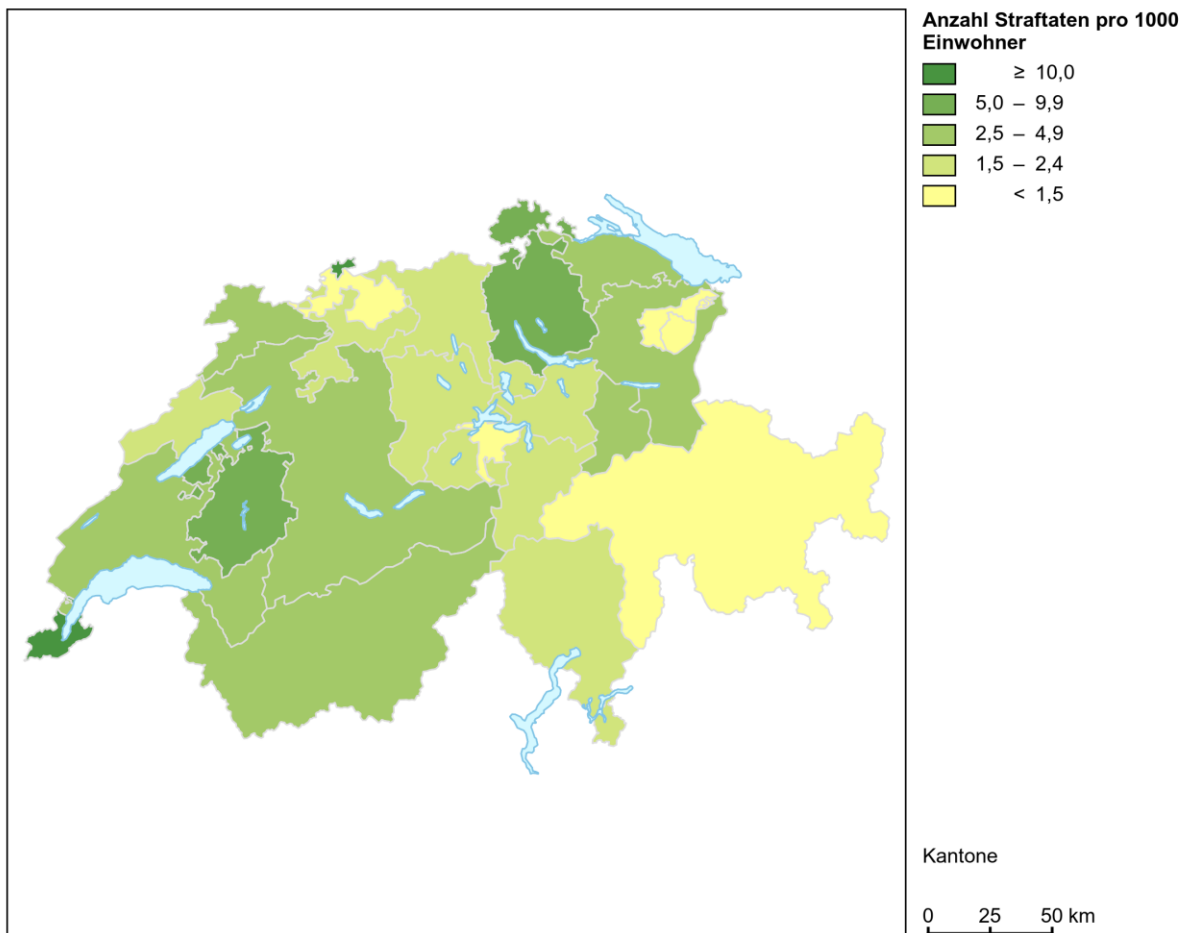 Anzahl Straftaten pro 1000
Einwohner
≥ 10,0
5,0 – 9,9
2,5 – 4,9
1,5 – 2,4
< 1,5
Kantone
0 25 50 km